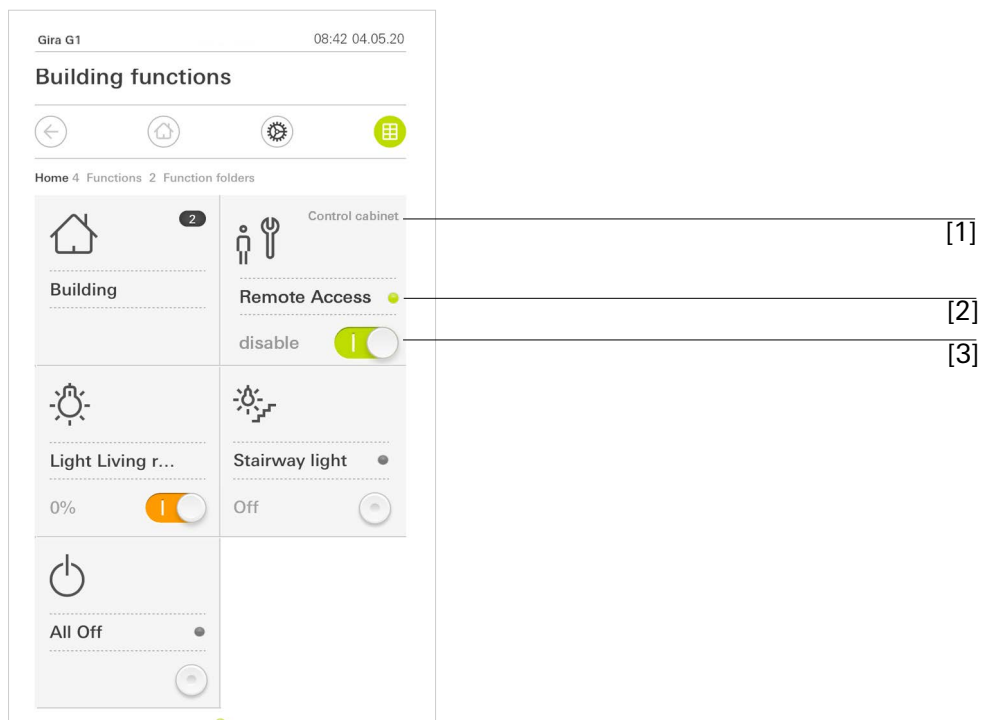 Gira G1 08:42 04.05.20
Building functions
Home 4 Functions 2 Function folders
2
Control cabinet
[1]
Building
Remote Access
[2]
disable
[3]
Light Living r...
Stairway light
0%
Off
All Off